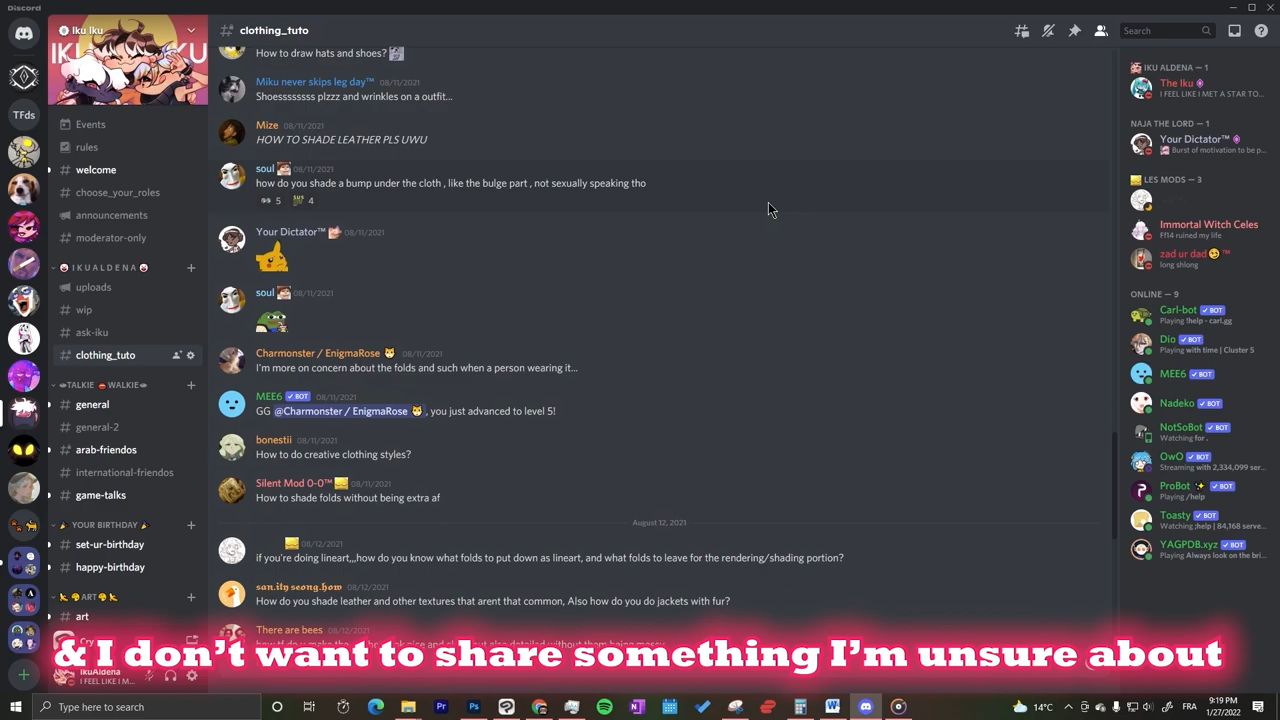 Discord
Iku Iku
IKU
KU
TFds
Events
rules
welcome
choose_your_roles
announcements
moderator-only
IKUALDENA
uploads
wip
ask-iku
clothing_tuto
TALKIE WALKIE
general
general-2
arab-friendos
international-friendos
game-talks
YOUR BIRTHDAY
set-ur-birthday
happy-birthday
ART
art
Cry
IkuAldena
I FEEL LIKE I M...
clothing_tuto
Search
How to draw hats and shoes?
Miku never skips leg day™ 08/11/2021
Shoesssssss plzzz and wrinkles on a outfit...
Mize 08/11/2021
HOW TO SHADE LEATHER PLS UWU
soul 08/11/2021
how do you shade a bump under the cloth , like the bulge part , not sexually speaking tho
5 SUS 4
Your Dictator™ 08/11/2021
soul 08/11/2021
Charmonster / EnigmaRose 08/11/2021
I'm more on concern about the folds and such when a person wearing it...
MEE6 BOT 08/11/2021
GG @Charmonster / EnigmaRose , you just advanced to level 5!
bonestii 08/11/2021
How to do creative clothing styles?
Silent Mod 0-0™ 08/11/2021
How to shade folds without being extra af
August 12, 2021
08/12/2021
if you're doing lineart,,,how do you know what folds to put down as lineart, and what folds to leave for the rendering/shading portion?
san.ily seong.how 08/12/2021
How do you shade leather and other textures that arent that common, Also how do you do jackets with fur?
There are bees 08/12/2021
& I don't want to share something I'm unsure about
IKU ALDENA — 1
The Iku
I FEEL LIKE I MET A STAR TO...
NAJA THE LORD — 1
Your Dictator™
Burst of motivation to be p...
LES MODS — 3
Immortal Witch Celes
Ff14 ruined my life
zad ur dad ™
long shlong
ONLINE — 9
Carl-bot BOT
Playing !help - carl.gg
Dio BOT
Playing with time | Cluster 5
MEE6 BOT
Nadeko BOT
NotSoBot BOT
Watching for .
OwO BOT
Streaming with 2,334,099 ser...
ProBot BOT
Playing /help
Toasty BOT
Watching ;help | 84,168 serve...
YAGPDB.xyz BOT
Playing Always look on the bri...
Type here to search
14°C
FRA
9:19 PM
1/27/2022